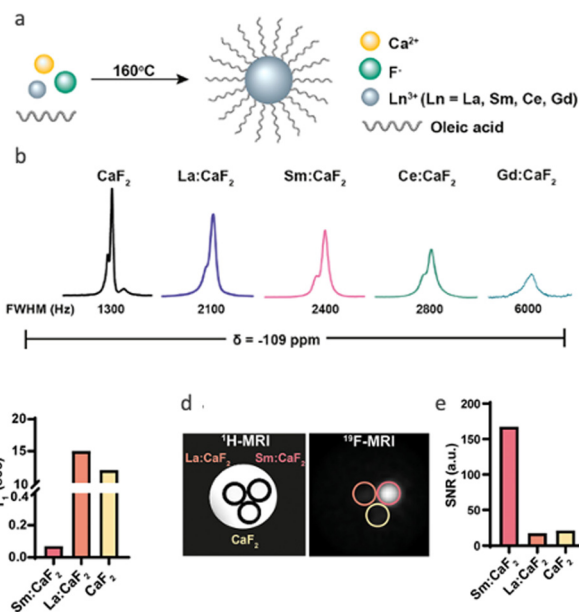 a
160°C
Ca²⁺
F⁻
Ln³⁺ (Ln = La, Sm, Ce, Gd)
Oleic acid
b
CaF₂ La:CaF₂ Sm:CaF₂ Ce:CaF₂ Gd:CaF₂
FWHM (Hz) 1300 2100 2400 2800 6000
δ = -109 ppm
20
15
10
0.4
0.2
0.0
Sm:CaF₂
La:CaF₂
CaF₂
d
¹H-MRI
La:CaF₂ Sm:CaF₂
CaF₂
¹⁹F-MRI
e
SNR (a.u.)
200
150
100
50
0
Sm:CaF₂
La:CaF₂
CaF₂